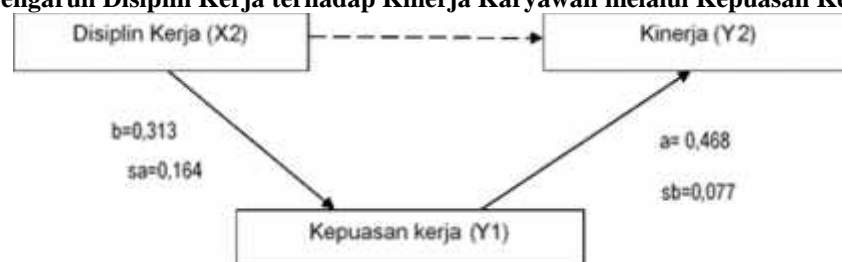 engaruh Disiplin Kerja terhadap Kinerja Karyawan melalui Kepuasan Ke
Disiplin Kerja (X2)
Kinerja (Y2)
b=0,313
sa=0,164
a= 0,468
sb=0,077
Kepuasan kerja (Y1)